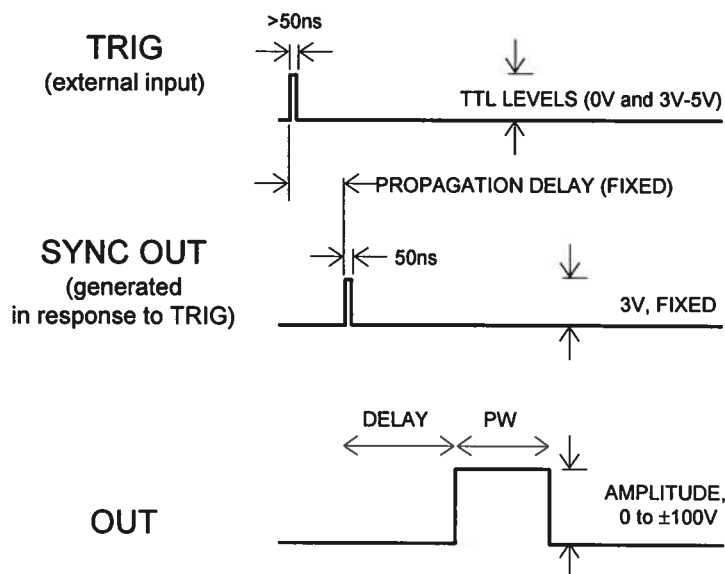 >50ns
TRIG
(external input)
TTL LEVELS (0V and 3V-5V)
PROPAGATION DELAY (FIXED)
SYNC OUT
(generated
in response to TRIG)
50ns
3V, FIXED
DELAY
PW
AMPLITUDE,
0 to ±100V
OUT